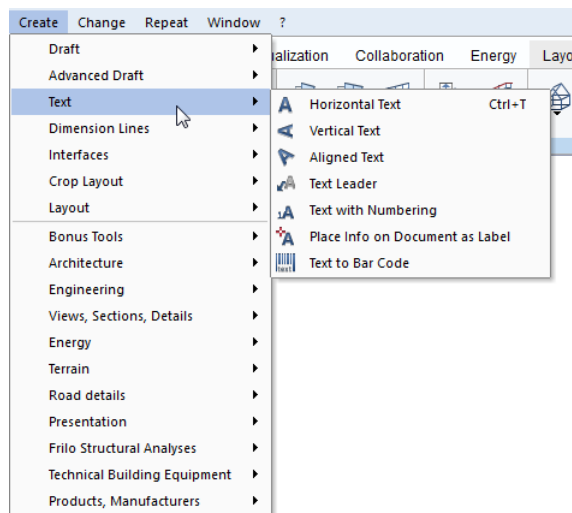 Create Change Repeat Window ?
Draft
alization Collaboration Energy Layo
Advanced Draft
Text
Horizontal Text Ctrl+T
Dimension Lines
Vertical Text
Interfaces
Aligned Text
Crop Layout
Text Leader
Layout
Text with Numbering
Bonus Tools
Place Info on Document as Label
Architecture
Text to Bar Code
Engineering
Views, Sections, Details
Energy
Terrain
Road details
Presentation
Frilo Structural Analyses
Technical Building Equipment
Products, Manufacturers